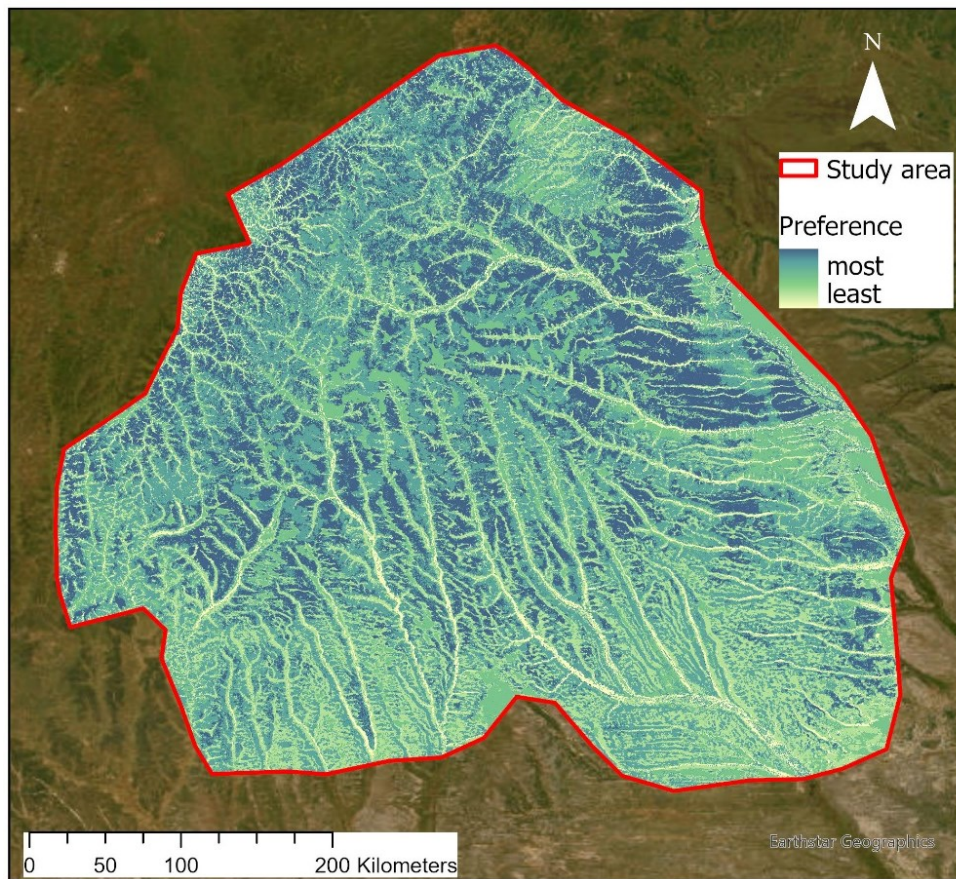 N
Study area
Preference
most
least
0 50 100 200 Kilometers
Earthstar Geographics